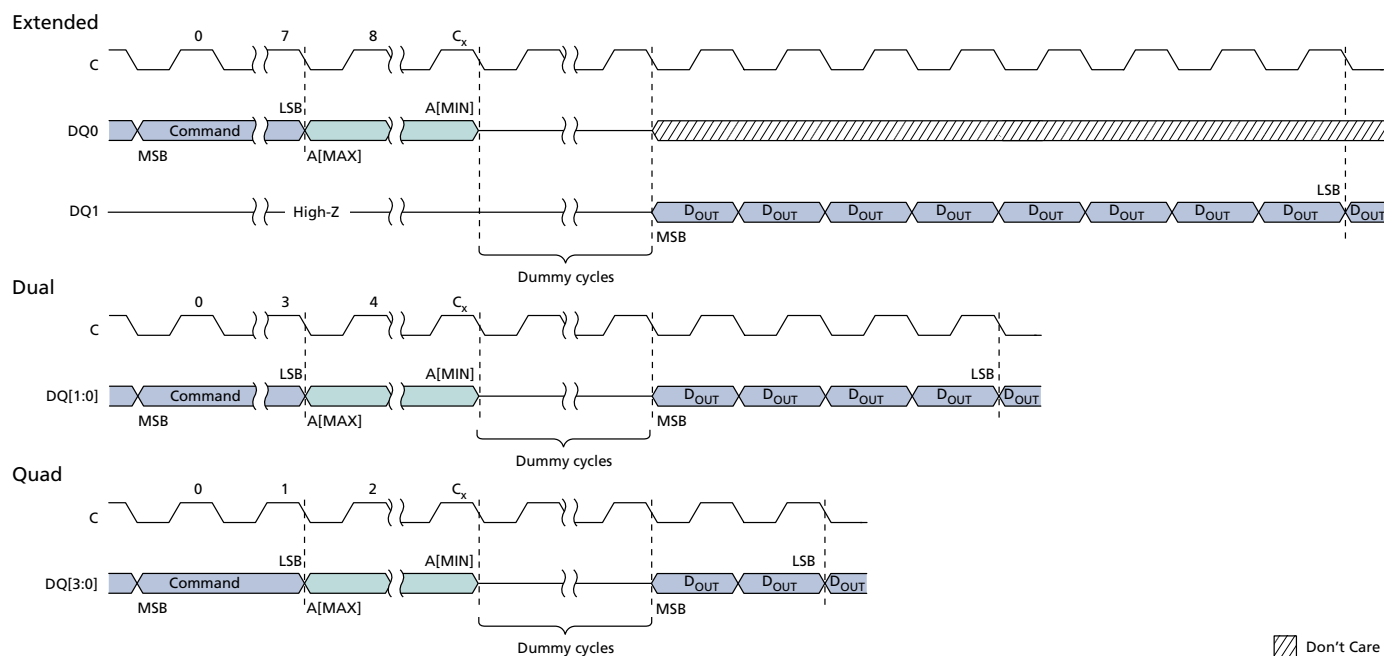 Extended
0 7 8 Cx
C
LSB A[MIN]
DQ0 Command
MSB A[MAX]
LSB
DQ1 High-Z DOUT DOUT DOUT DOUT DOUT DOUT DOUT DOUT DOUT
MSB
Dummy cycles
Dual
0 3 4 Cx
C
LSB A[MIN] LSB
DQ[1:0] Command DOUT DOUT DOUT DOUT DOUT
MSB A[MAX] MSB
Dummy cycles
Quad
0 1 2 Cx
C
LSB A[MIN] LSB
DQ[3:0] Command DOUT DOUT DOUT
MSB A[MAX] MSB
Dummy cycles
Don't Care